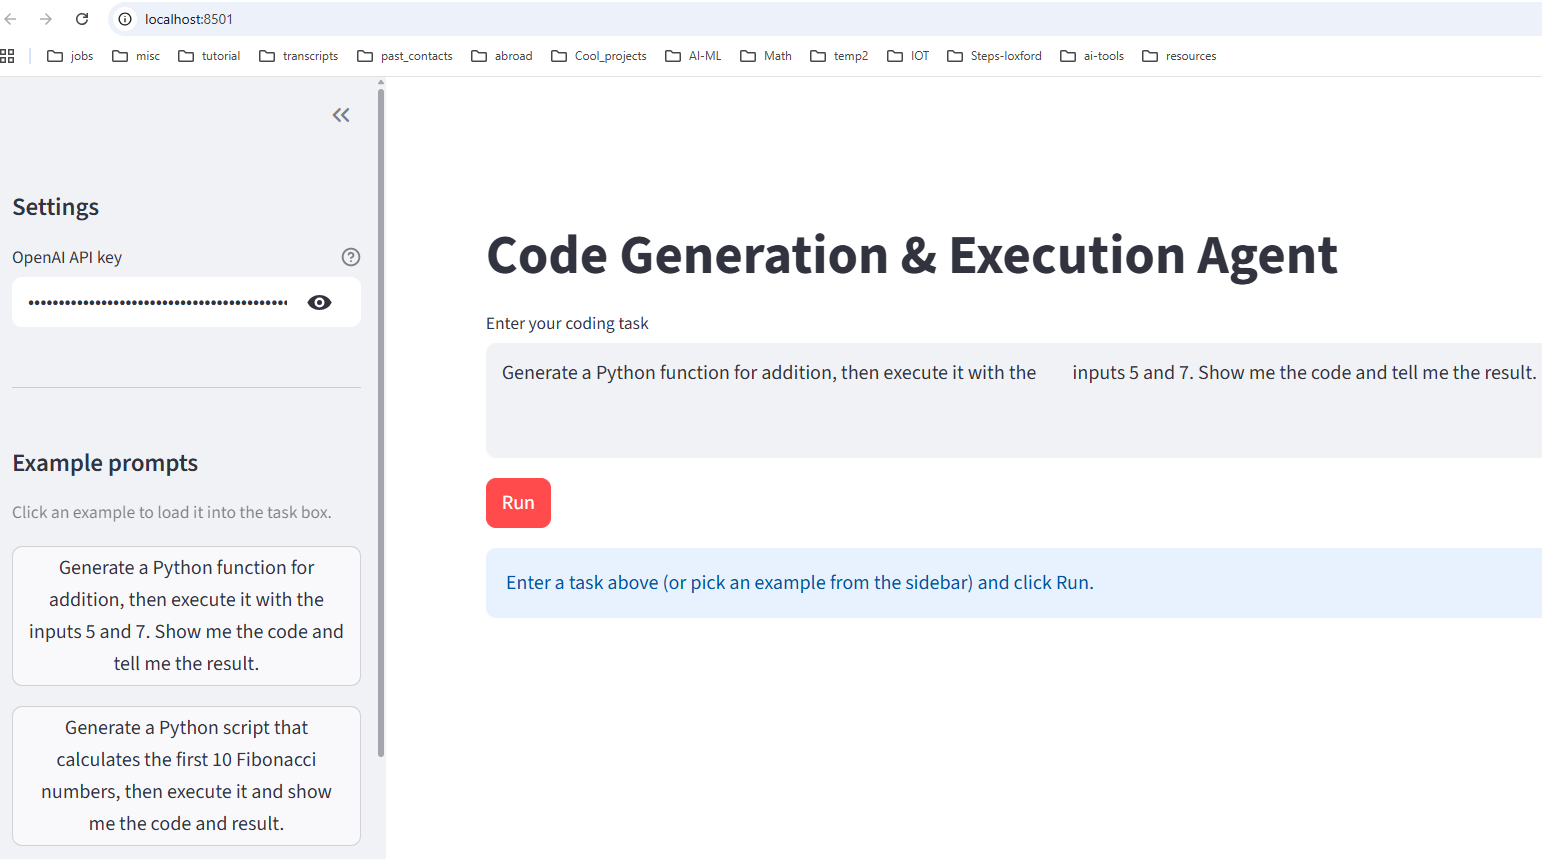 localhost:8501
jobs misc tutorial transcripts past_contacts abroad Cool_projects AI-ML Math temp2 IOT Steps-loxford ai-tools resources
Settings
OpenAI API key
••••••••••••••••••••••••••••••••••••••••••••
Example prompts
Click an example to load it into the task box.
Generate a Python function for
addition, then execute it with the
inputs 5 and 7. Show me the code and
tell me the result.
Generate a Python script that
calculates the first 10 Fibonacci
numbers, then execute it and show
me the code and result.
Code Generation & Execution Agent
Enter your coding task
Generate a Python function for addition, then execute it with the inputs 5 and 7. Show me the code and tell me the result.
Run
Enter a task above (or pick an example from the sidebar) and click Run.